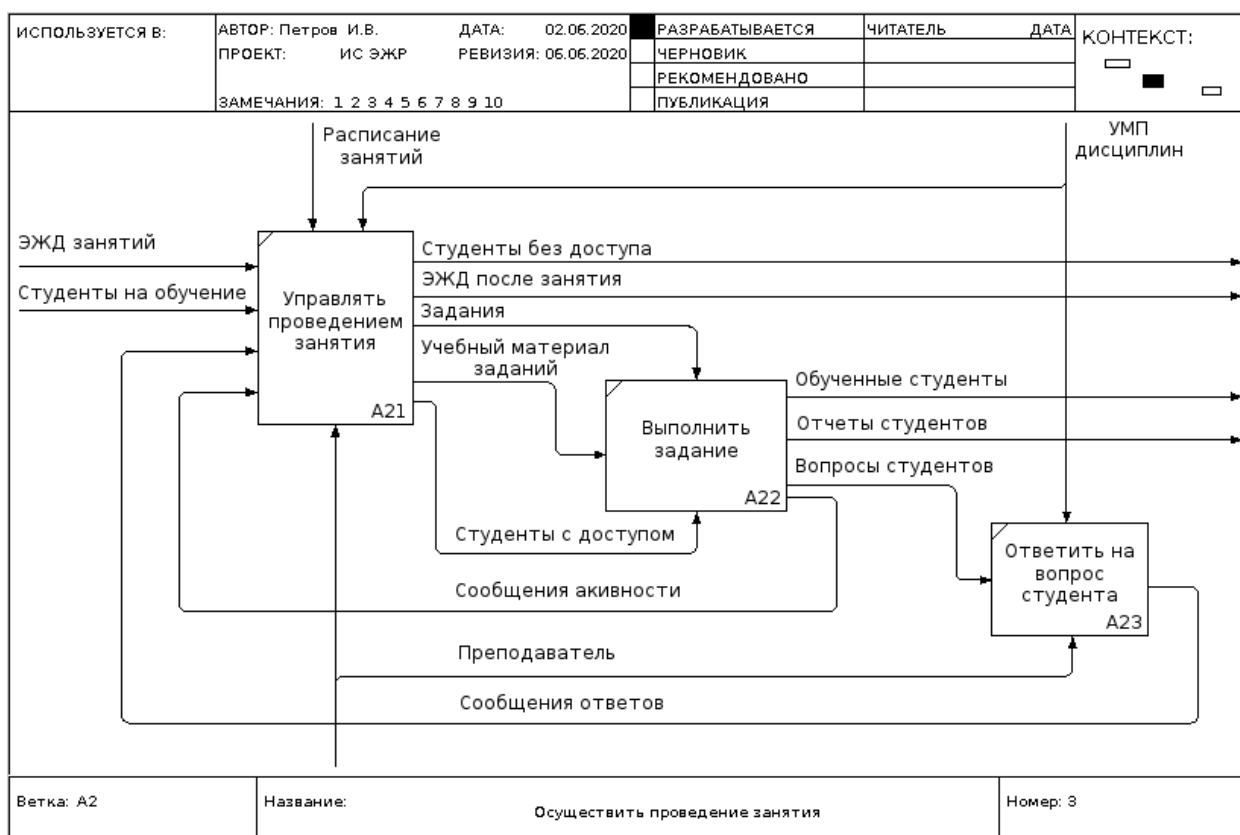 ИСПОЛЬЗУЕТСЯ В:
АВТОР: Петров И.В.
ДАТА: 02.06.2020
ПРОЕКТ: ИС ЭЖР
РЕВИЗИЯ: 06.06.2020
ЗАМЕЧАНИЯ: 1 2 3 4 5 6 7 8 9 10
РАЗРАБАТЫВАЕТСЯ
ЧЕРНОВИК
РЕКОМЕНДОВАНО
ПУБЛИКАЦИЯ
ЧИТАТЕЛЬ
ДАТА
КОНТЕКСТ:
Расписание
занятий
УМП
дисциплин
ЭЖД занятий
Студенты на обучение
Управлять
проведением
занятия
А21
Студенты без доступа
ЭЖД после занятия
Задания
Учебный материал
заданий
Выполнить
задание
А22
Обученные студенты
Отчеты студентов
Вопросы студентов
Ответить на
вопрос
студента
А23
Студенты с доступом
Сообщения акивности
Преподаватель
Сообщения ответов
Ветка: А2
Название:
Осуществить проведение занятия
Номер: 3